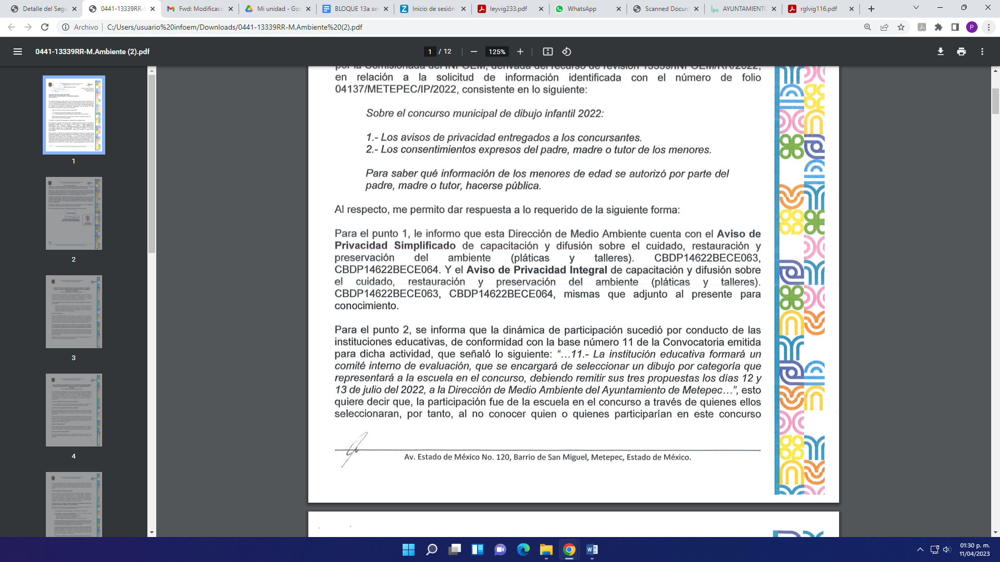 Detalle del Segu
0441-13339RR-
Fwd: Modificaci
Mi unidad - Goo
BLOQUE 13a se
Inicio de sesión
leyvig233.pdf
WhatsApp
Scanned Docum
AYUNTAMIENTO
rglvig116.pdf
Archivo
C:/Users/usuario%20infoem/Downloads/0441-13339RR-M.Ambiente%20(2).pdf
P
0441-13339RR-M.Ambiente (2).pdf
1 / 12
125%
1
2
3
4
por la Comisionada del INFOEM, derivada del recurso de revisión 13339/INFOEM/RR/2022,
en relación a la solicitud de información identificada con el número de folio
04137/METEPEC/IP/2022, consistente en lo siguiente:
Sobre el concurso municipal de dibujo infantil 2022:
1.- Los avisos de privacidad entregados a los concursantes.
2.- Los consentimientos expresos del padre, madre o tutor de los menores.
Para saber qué información de los menores de edad se autorizó por parte del
padre, madre o tutor, hacerse pública.
Al respecto, me permito dar respuesta a lo requerido de la siguiente forma:
Para el punto 1, le informo que esta Dirección de Medio Ambiente cuenta con el Aviso de
Privacidad Simplificado de capacitación y difusión sobre el cuidado, restauración y
preservación del ambiente (pláticas y talleres). CBDP14622BECE063,
CBDP14622BECE064. Y el Aviso de Privacidad Integral de capacitación y difusión sobre
el cuidado, restauración y preservación del ambiente (pláticas y talleres).
CBDP14622BECE063, CBDP14622BECE064, mismas que adjunto al presente para
conocimiento.
Para el punto 2, se informa que la dinámica de participación sucedió por conducto de las
instituciones educativas, de conformidad con la base número 11 de la Convocatoria emitida
para dicha actividad, que señaló lo siguiente: “…11.- La institución educativa formará un
comité interno de evaluación, que se encargará de seleccionar un dibujo por categoría que
representará a la escuela en el concurso, debiendo remitir sus tres propuestas los días 12 y
13 de julio del 2022, a la Dirección de Medio Ambiente del Ayuntamiento de Metepec…”, esto
quiere decir que, la participación fue de la escuela en el concurso a través de quienes ellos
seleccionaran, por tanto, al no conocer quien o quienes participarían en este concurso
Av. Estado de México No. 120, Barrio de San Miguel, Metepec, Estado de México.
01:30 p. m.
11/04/2023